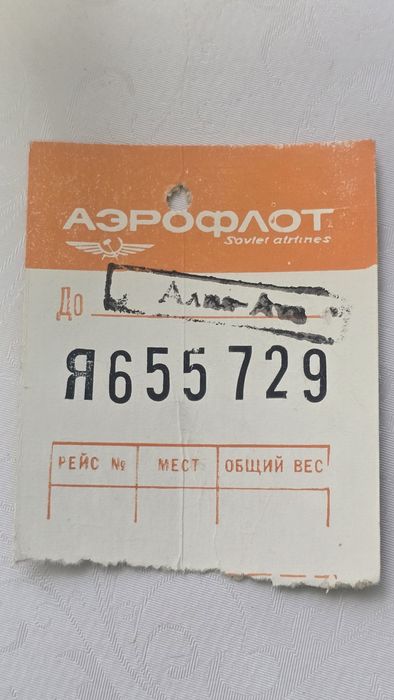 АЭРОФЛОТ
Soviet airlines
До Алма-Ата
Я655729
РЕЙС № МЕСТ ОБЩИЙ ВЕС